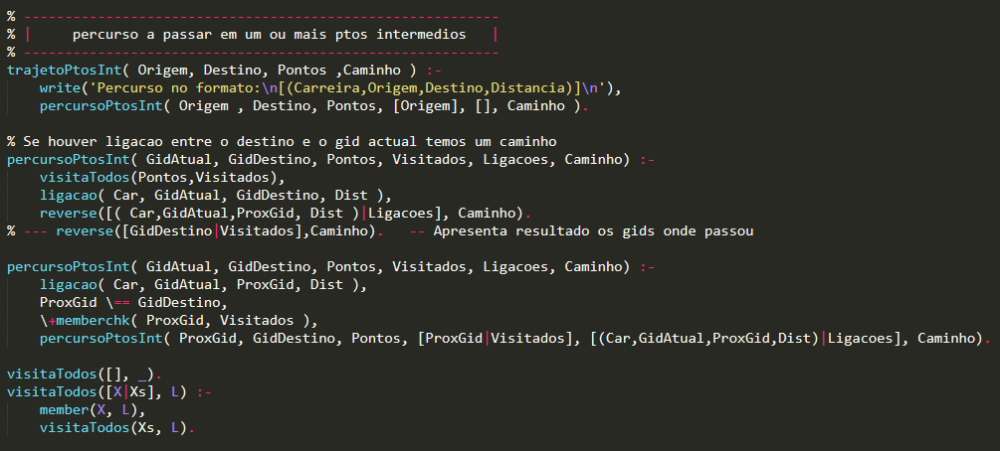 % ----------------------------------------------------------
% |     percurso a passar em um ou mais ptos intermedios   |
% ----------------------------------------------------------
trajetoPtosInt( Origem, Destino, Pontos ,Caminho ) :-
    write('Percurso no formato:\n[(Carreira,Origem,Destino,Distancia)]\n'),
    percursoPtosInt( Origem , Destino, Pontos, [Origem], [], Caminho ).

% Se houver ligacao entre o destino e o gid actual temos um caminho
percursoPtosInt( GidAtual, GidDestino, Pontos, Visitados, Ligacoes, Caminho) :-
    visitaTodos(Pontos,Visitados),
    ligacao( Car, GidAtual, GidDestino, Dist ),
    reverse([( Car,GidAtual,ProxGid, Dist )|Ligacoes], Caminho).
% --- reverse([GidDestino|Visitados],Caminho).   -- Apresenta resultado os gids onde passou

percursoPtosInt( GidAtual, GidDestino, Pontos, Visitados, Ligacoes, Caminho) :-
    ligacao( Car, GidAtual, ProxGid, Dist ),
    ProxGid \== GidDestino,
    \+memberchk( ProxGid, Visitados ),
    percursoPtosInt( ProxGid, GidDestino, Pontos, [ProxGid|Visitados], [(Car,GidAtual,ProxGid,Dist)|Ligacoes], Caminho).

visitaTodos([], _).
visitaTodos([X|Xs], L) :-
    member(X, L),
    visitaTodos(Xs, L).